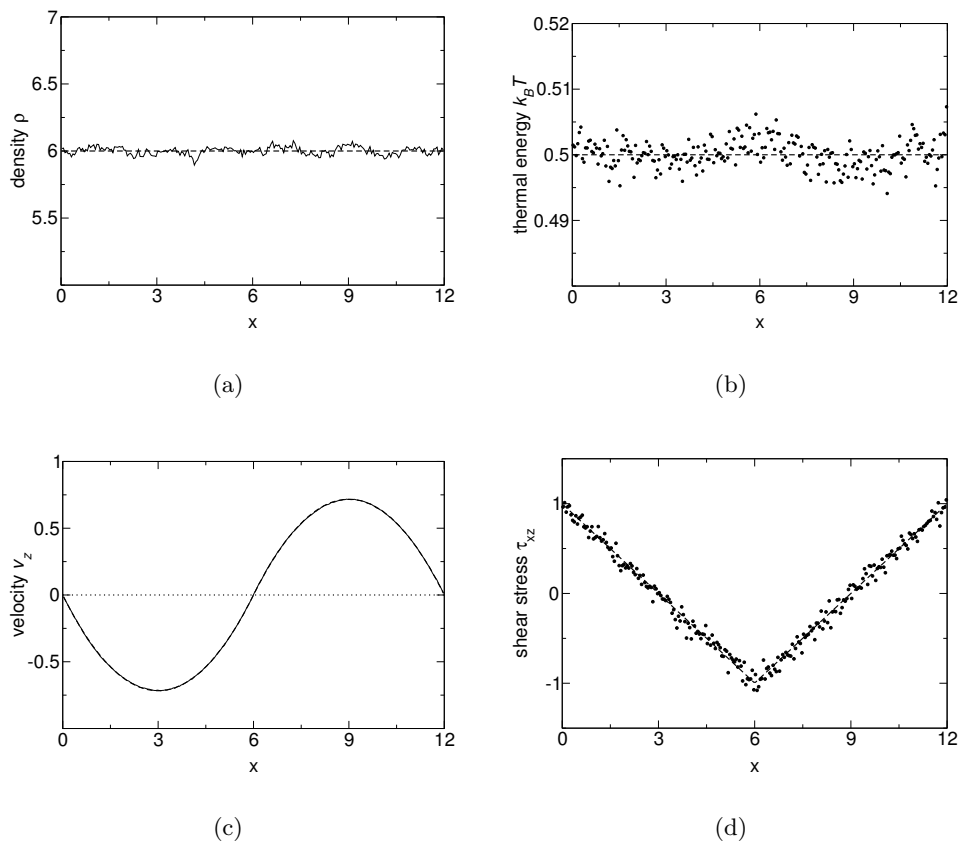 7
6.5
6
5.5
0 3 6 9 12
density ρ
x
(a)
0.52
0.51
0.5
0.49
0 3 6 9 12
thermal energy k_B T
x
(b)
1
0.5
0
-0.5
0 3 6 9 12
velocity v_z
x
(c)
1
0
-1
0 3 6 9 12
shear stress τ_xz
x
(d)